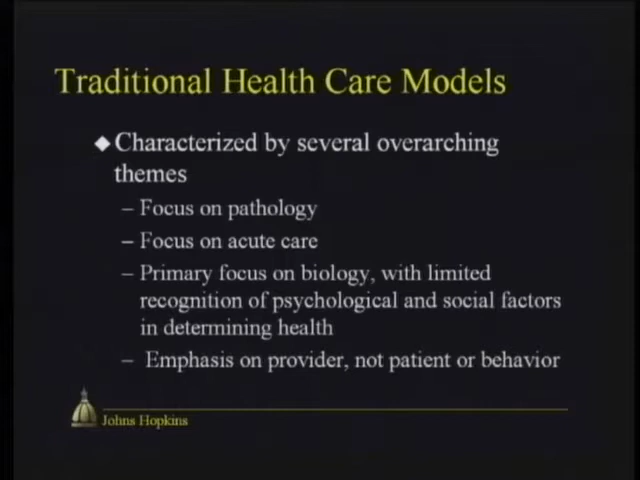 Traditional Health Care Models
◆ Characterized by several overarching
themes
– Focus on pathology
– Focus on acute care
– Primary focus on biology, with limited
recognition of psychological and social factors
in determining health
– Emphasis on provider, not patient or behavior
Johns Hopkins